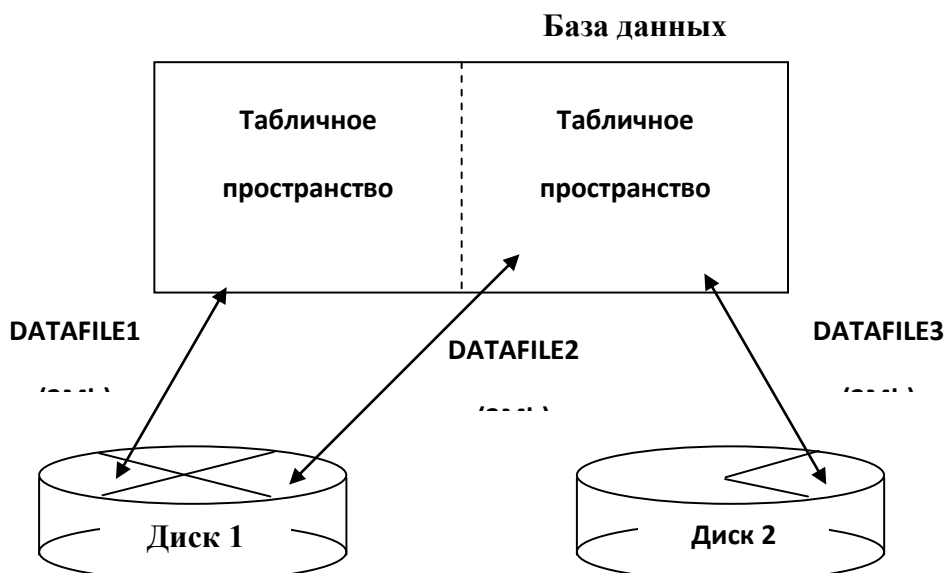 База данных
Табличное
пространство
Табличное
пространство
DATAFILE1
DATAFILE2
DATAFILE3
Диск 1
Диск 2